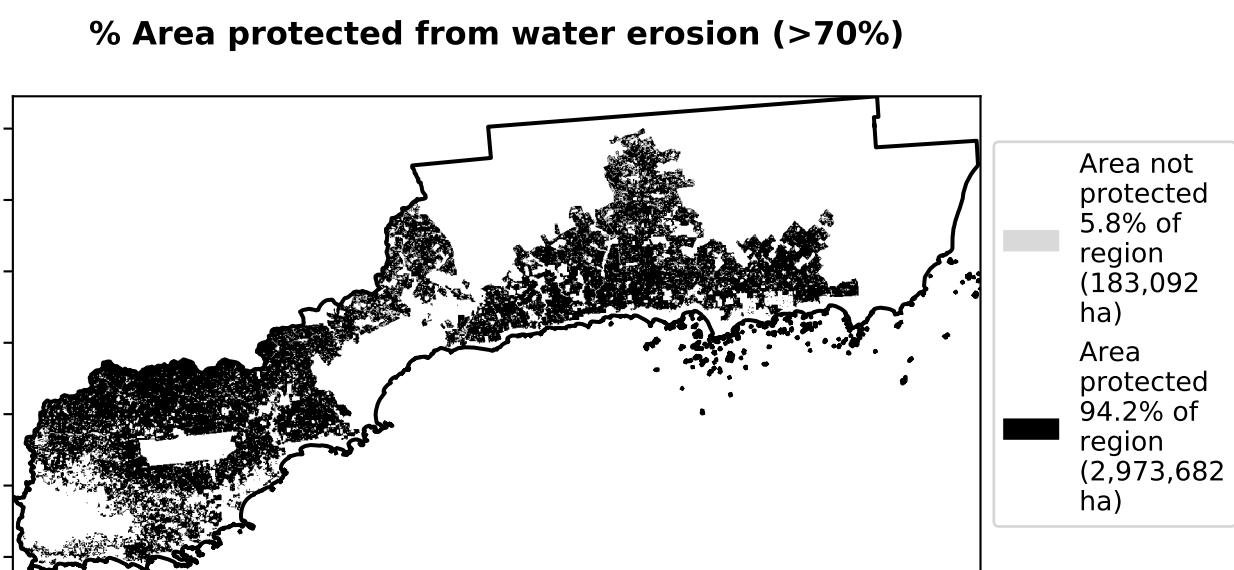 % Area protected from water erosion (>70%)
Area not
protected
5.8% of
region
(183,092
ha)
Area
protected
94.2% of
region
(2,973,682
ha)